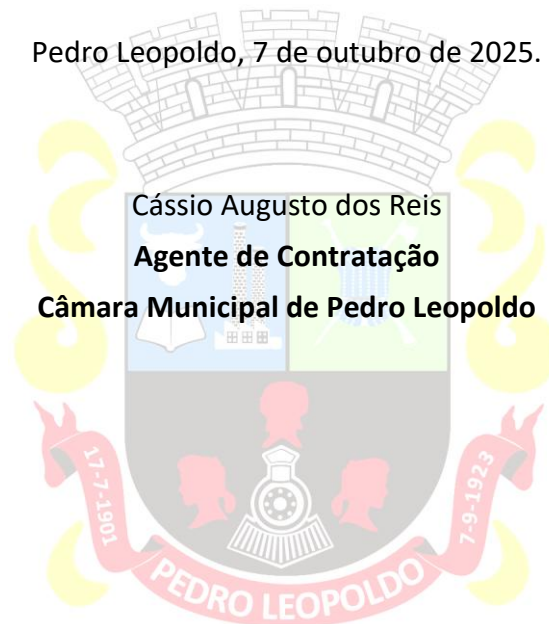 Pedro Leopoldo, 7 de outubro de 2025.
Cássio Augusto dos Reis
Agente de Contratação
Câmara Municipal de Pedro Leopoldo
17-7-1901
7-9-1923
PEDRO LEOPOLDO